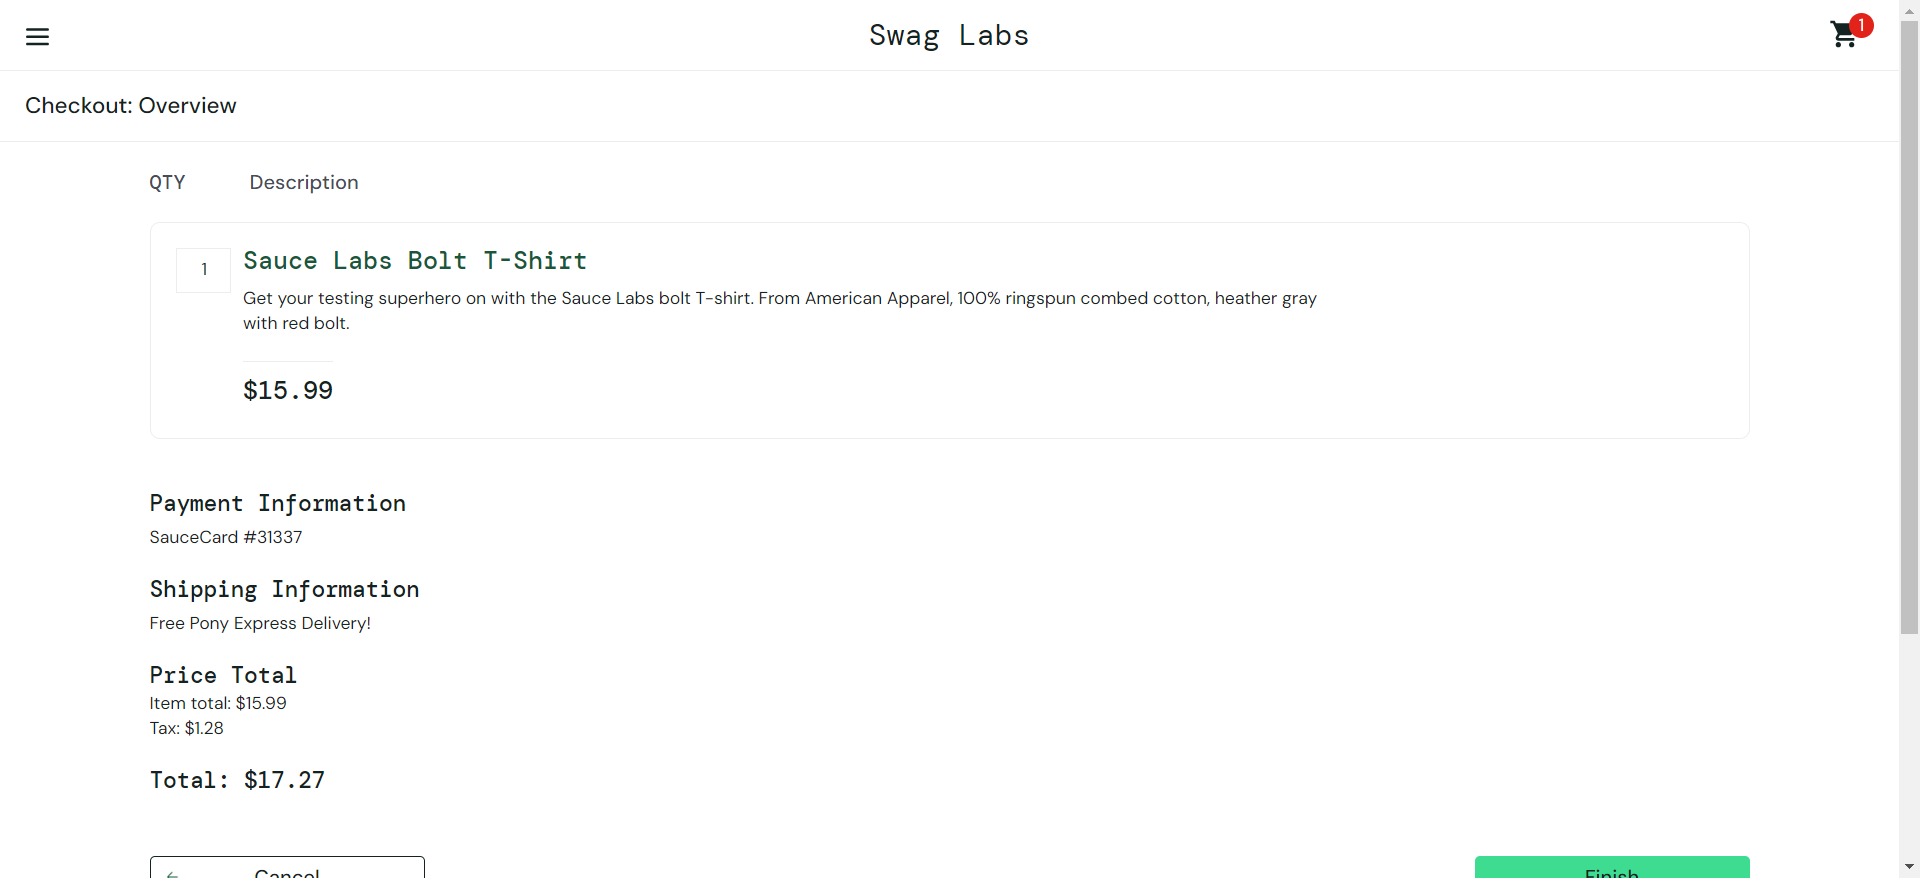 Swag Labs
1
Checkout: Overview
QTY Description
1
Sauce Labs Bolt T-Shirt
Get your testing superhero on with the Sauce Labs bolt T-shirt. From American Apparel, 100% ringspun combed cotton, heather gray
with red bolt.
$15.99
Payment Information
SauceCard #31337
Shipping Information
Free Pony Express Delivery!
Price Total
Item total: $15.99
Tax: $1.28
Total: $17.27
Cancel
Finish